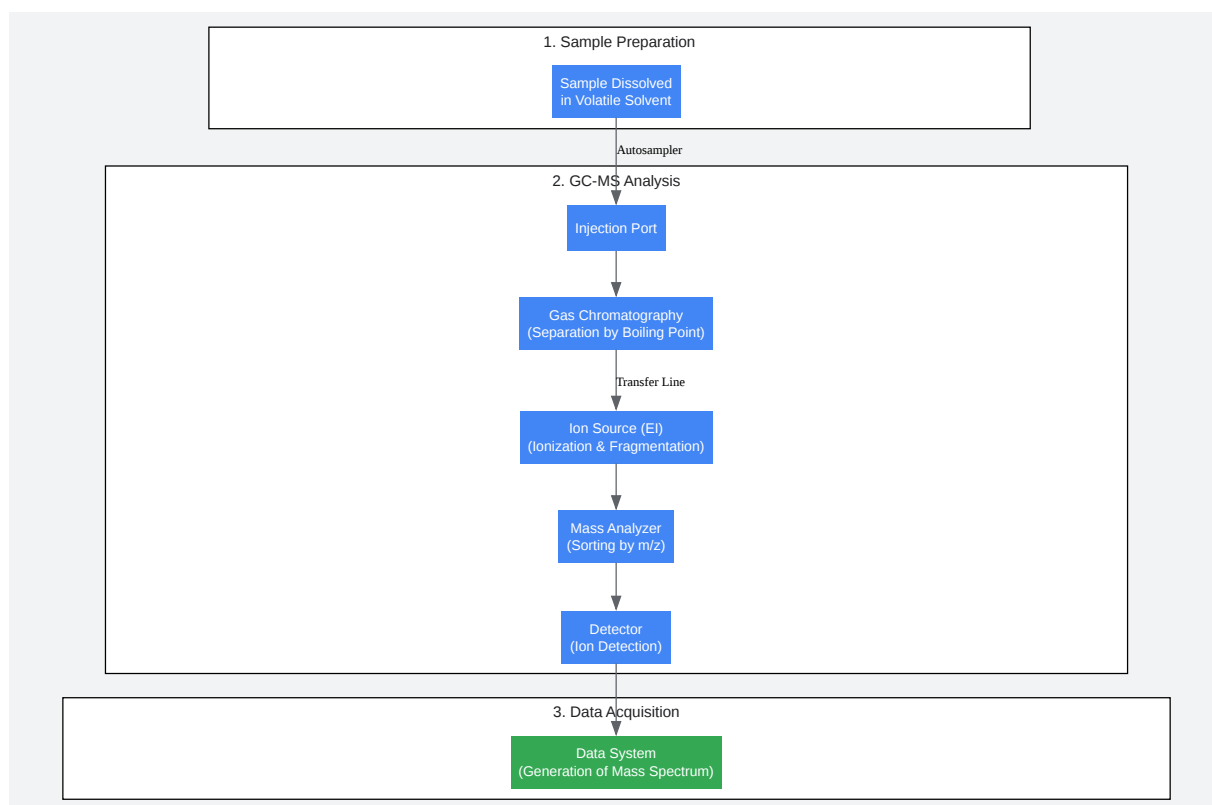 1. Sample Preparation
Sample Dissolved
in Volatile Solvent
Autosampler
2. GC-MS Analysis
Injection Port
Gas Chromatography
(Separation by Boiling Point)
Transfer Line
Ion Source (EI)
(Ionization & Fragmentation)
Mass Analyzer
(Sorting by m/z)
Detector
(Ion Detection)
3. Data Acquisition
Data System
(Generation of Mass Spectrum)